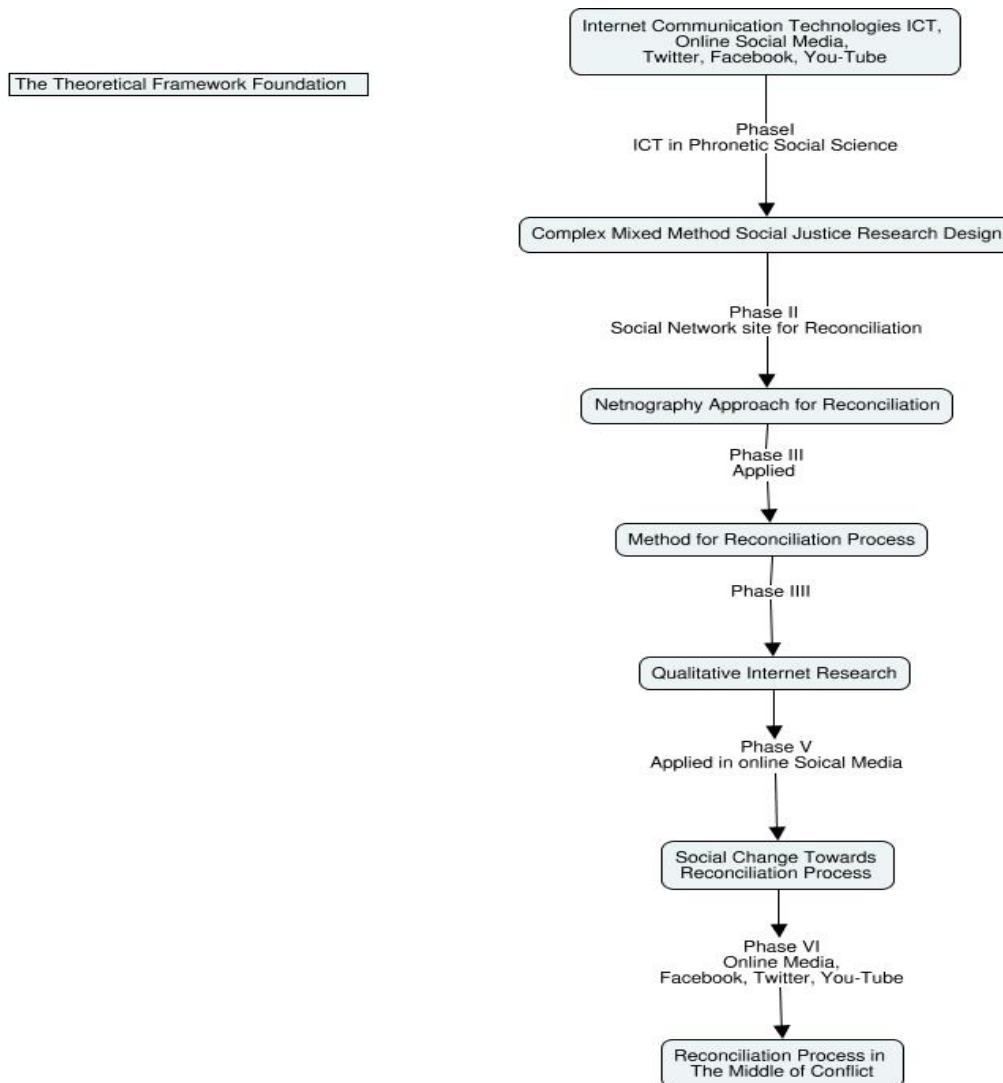 The Theoretical Framework Foundation
Internet Communication Technologies ICT,
Online Social Media,
Twitter, Facebook, You-Tube
PhaseI
ICT in Phronetic Social Science
Complex Mixed Method Social Justice Research Design
Phase II
Social Network site for Reconciliation
Netnography Approach for Reconciliation
Phase III
Applied
Method for Reconciliation Process
Phase IIII
Qualitative Internet Research
Phase V
Applied in online Soical Media
Social Change Towards
Reconciliation Process
Phase VI
Online Media,
Facebook, Twitter, You-Tube
Reconciliation Process in
The Middle of Conflict